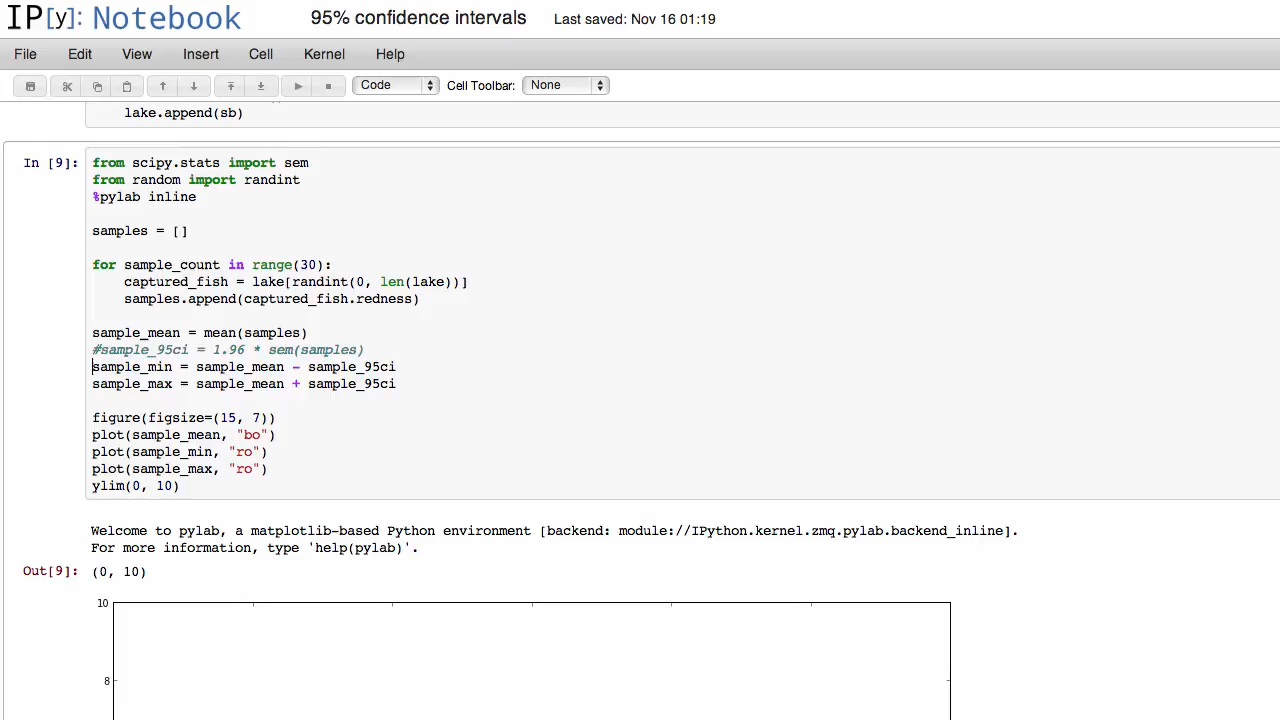 IP[y]: Notebook
95% confidence intervals
Last saved: Nov 16 01:19
File Edit View Insert Cell Kernel Help
Code
Cell Toolbar:
None
lake.append(sb)
In [9]:
from scipy.stats import sem
from random import randint
%pylab inline
samples = []
for sample_count in range(30):
captured_fish = lake[randint(0, len(lake))]
samples.append(captured_fish.redness)
sample_mean = mean(samples)
#sample_95ci = 1.96 * sem(samples)
sample_min = sample_mean - sample_95ci
sample_max = sample_mean + sample_95ci
figure(figsize=(15, 7))
plot(sample_mean, "bo")
plot(sample_min, "ro")
plot(sample_max, "ro")
ylim(0, 10)
Welcome to pylab, a matplotlib-based Python environment [backend: module://IPython.kernel.zmq.pylab.backend_inline].
For more information, type 'help(pylab)'.
Out[9]:
(0, 10)
10
8